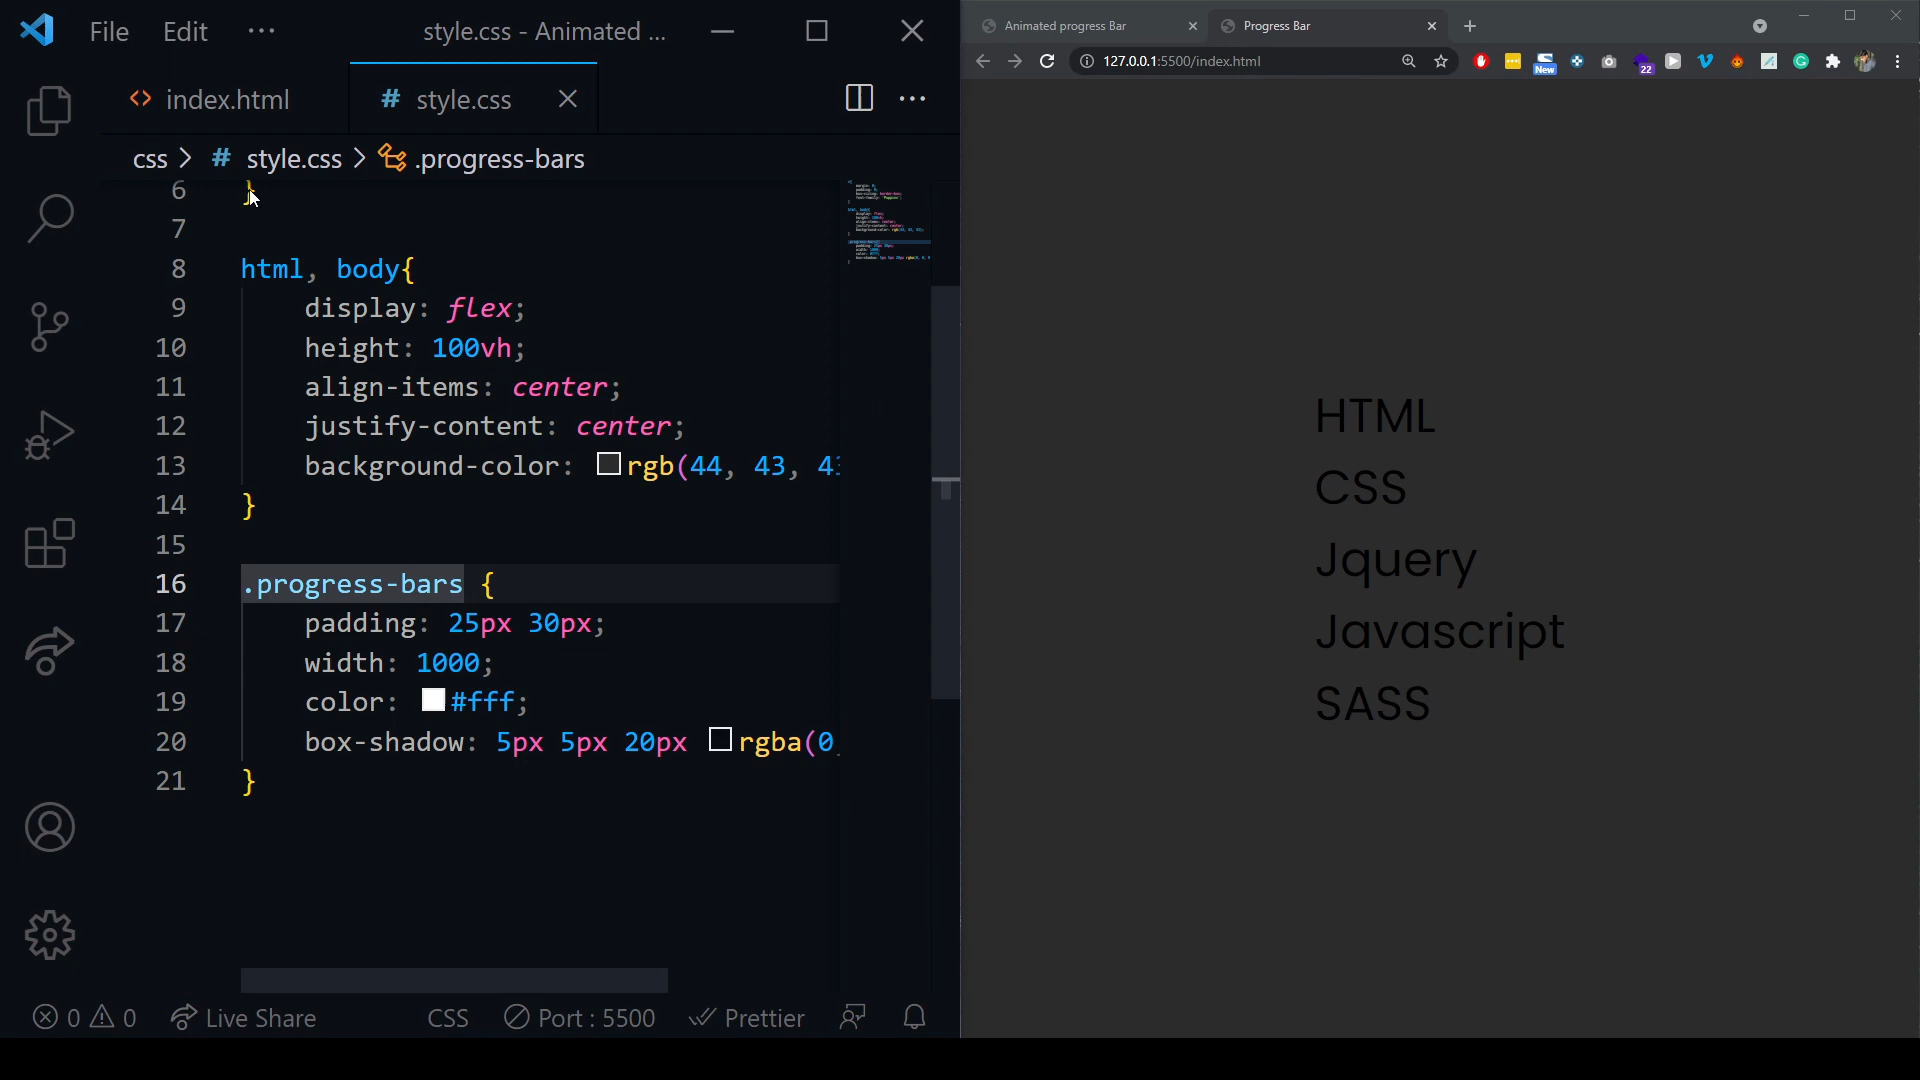 File Edit ··· style.css - Animated ...
<> index.html # style.css
css > # style.css > .progress-bars
6 }
7
8 html, body{
9 display: flex;
10 height: 100vh;
11 align-items: center;
12 justify-content: center;
13 background-color: rgb(44, 43, 43
14 }
15
16 .progress-bars {
17 padding: 25px 30px;
18 width: 1000;
19 color: #fff;
20 box-shadow: 5px 5px 20px rgba(0,
21 }
0 0 Live Share CSS Port : 5500 Prettier
Animated progress Bar Progress Bar
127.0.0.1:5500/index.html
New 22
HTML
CSS
Jquery
Javascript
SASS